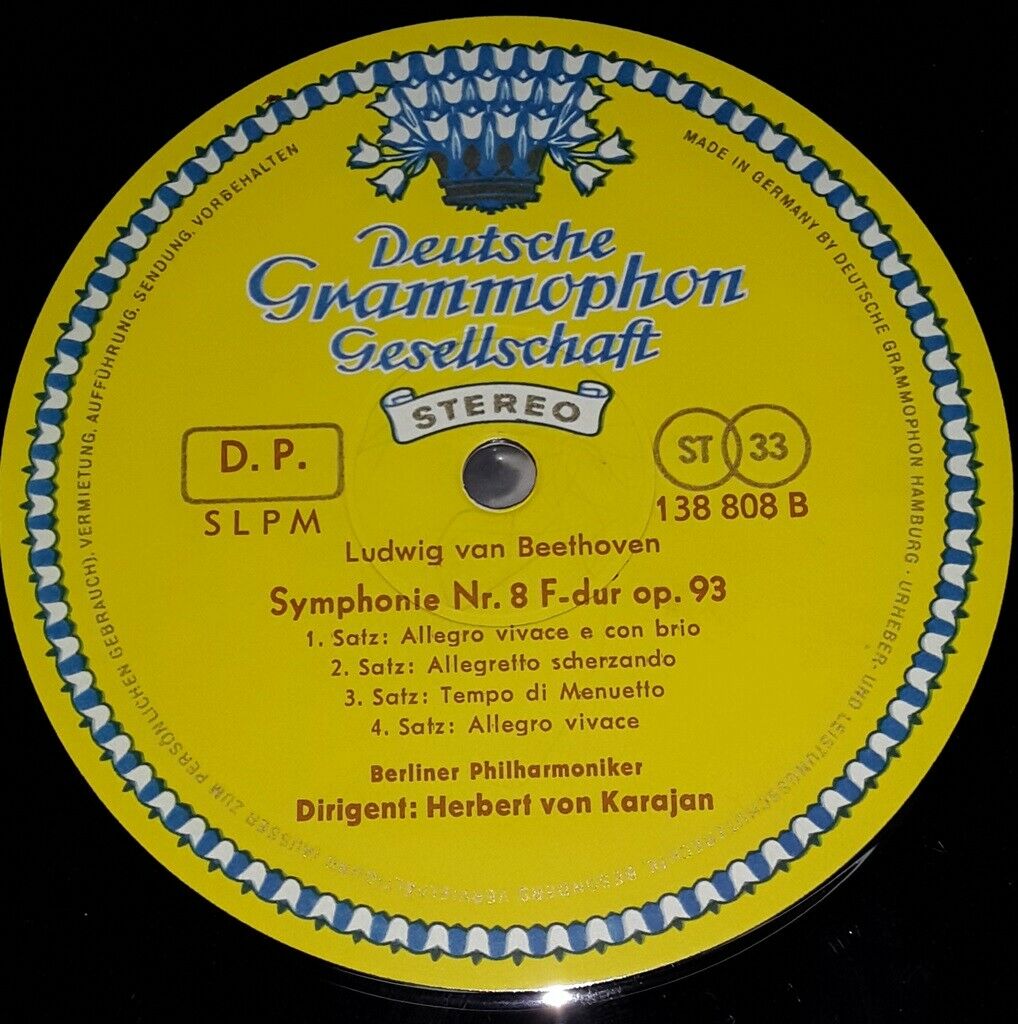 Deutsche
Grammophon
Gesellschaft
STEREO
D. P.
SLPM
ST 33
138 808 B
Ludwig van Beethoven
Symphonie Nr. 8 F-dur op. 93
1. Satz: Allegro vivace e con brio
2. Satz: Allegretto scherzando
3. Satz: Tempo di Menuetto
4. Satz: Allegro vivace
Berliner Philharmoniker
Dirigent: Herbert von Karajan
MADE IN GERMANY BY DEUTSCHE GRAMMOPHON HAMBURG · URHEBER- UND LEISTUNGSSCHUTZRECHTE, BESONDERS VERVIELFÄLTIGUNG (AUSSER ZUM PERSÖNLICHEN GEBRAUCH), VERMIETUNG, AUFFÜHRUNG, SENDUNG, VORBEHALTEN